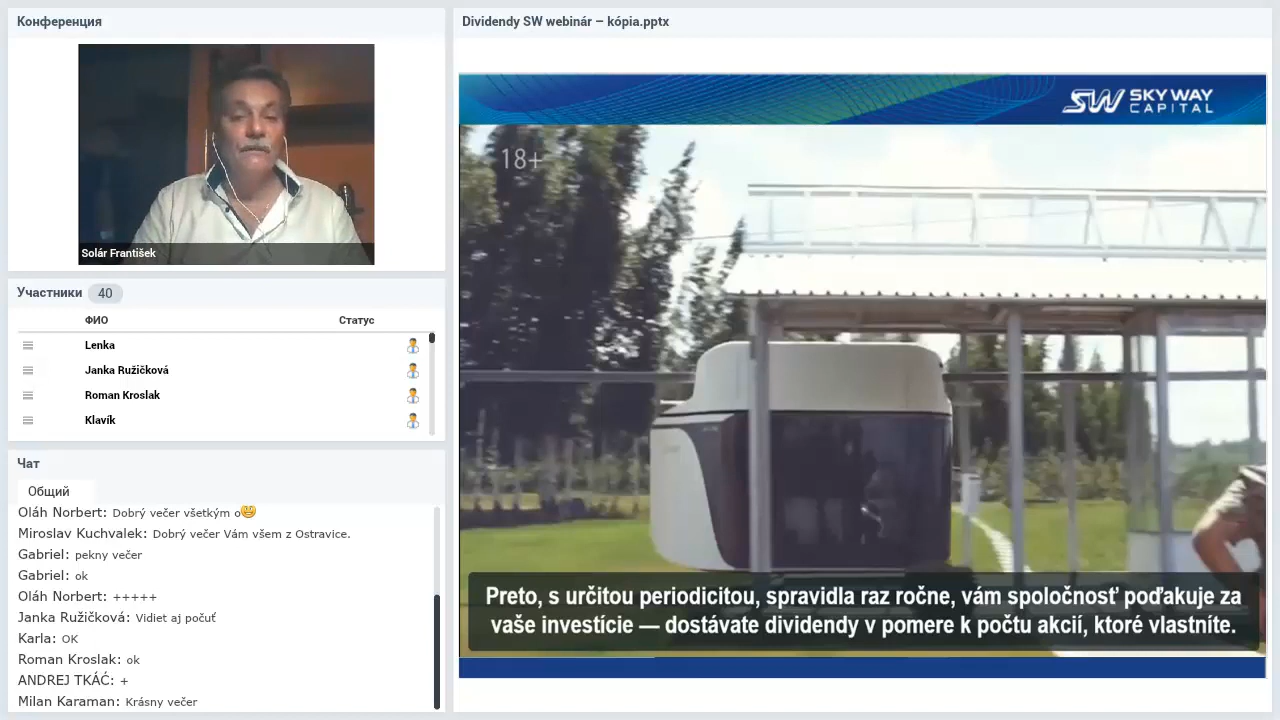 Конференция
Solár František
Участники 40
ФИО Статус
Lenka
Janka Ružičková
Roman Kroslak
Klavík
Чат
Общий
Oláh Norbert: Dobrý večer všetkým o
Miroslav Kuchvalek: Dobrý večer Vám všem z Ostravice.
Gabriel: pekny večer
Gabriel: ok
Oláh Norbert: +++++
Janka Ružičková: Vidiet aj počuť
Karla: OK
Roman Kroslak: ok
ANDREJ TKÁČ: +
Milan Karaman: Krásny večer
Dividendy SW webinár – kópia.pptx
SW SKY WAY
CAPITAL
18+
Preto, s určitou periodicitou, spravidla raz ročne, vám spoločnosť poďakuje za
vaše investície — dostávate dividendy v pomere k počtu akcií, ktoré vlastníte.